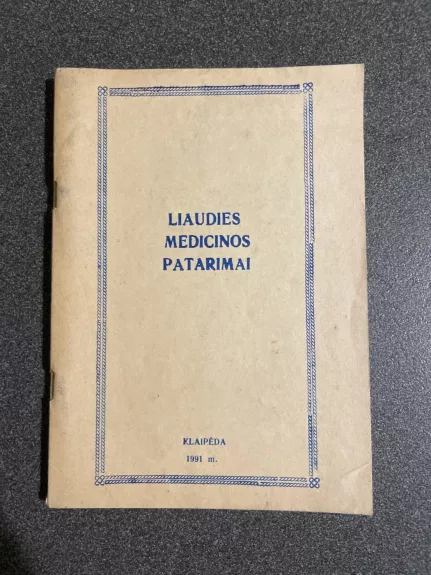 LIAUDIES
MEDICINOS
PATARIMAI
KLAIPĖDA
1991 m.